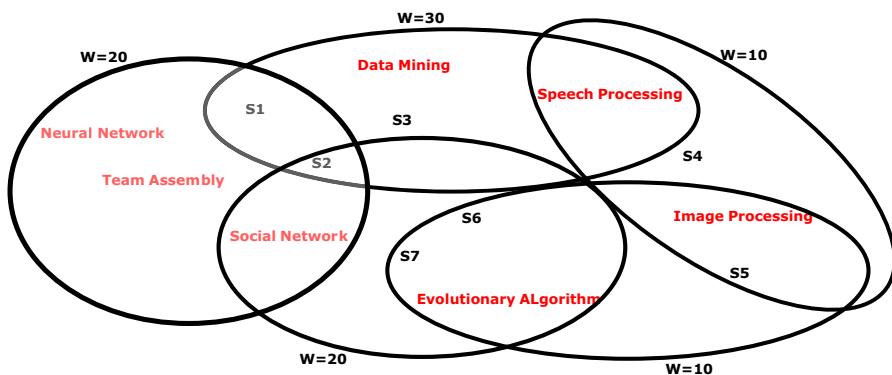 W=30
W=20
W=10
Data Mining
Speech Processing
S1
S3
Neural Network
S2
S4
Team Assembly
S6
Image Processing
Social Network
S7
S5
Evolutionary ALgorithm
W=20
W=10